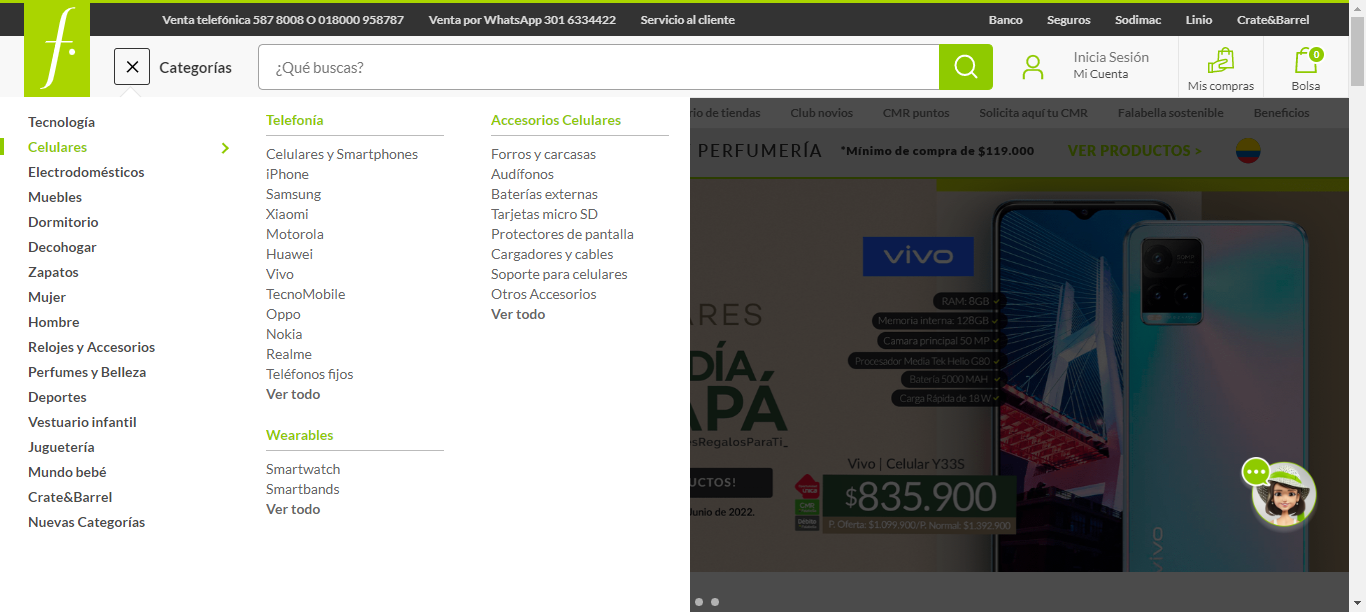 Venta telefónica 587 8008 O 018000 958787
Venta por WhatsApp 301 6334422
Servicio al cliente
Banco
Seguros
Sodimac
Linio
Crate&Barrel
f.
Categorías
¿Qué buscas?
Inicia Sesión
Mi Cuenta
Mis compras
0
Bolsa
Tecnología
Celulares
Electrodomésticos
Muebles
Dormitorio
Decohogar
Zapatos
Mujer
Hombre
Relojes y Accesorios
Perfumes y Belleza
Deportes
Vestuario infantil
Juguetería
Mundo bebé
Crate&Barrel
Nuevas Categorías
Telefonía
Celulares y Smartphones
iPhone
Samsung
Xiaomi
Motorola
Huawei
Vivo
TecnoMobile
Oppo
Nokia
Realme
Teléfonos fijos
Ver todo
Wearables
Smartwatch
Smartbands
Ver todo
Accesorios Celulares
Forros y carcasas
Audífonos
Baterías externas
Tarjetas micro SD
Protectores de pantalla
Cargadores y cables
Soporte para celulares
Otros Accesorios
Ver todo
rio de tiendas
Club novios
CMR puntos
Solicita aquí tu CMR
Falabella sostenible
Beneficios
PERFUMERÍA *Mínimo de compra de $119.000 VER PRODUCTOS >
vivo
RAM: 8GB
Memoria interna: 128GB
Camara principal 50 MP
Procesador Media Tek Helio G80
Bateria 5000 MAH
Carga Rápida de 18 W
ARES
DÍA
APÁ
esRegalosParaTi_
UCTOS!
Junio de 2022.
Vivo | Celular Y33S
$835.900
P. Oferta: $1.099.900/P. Normal: $1.392.900
vivo